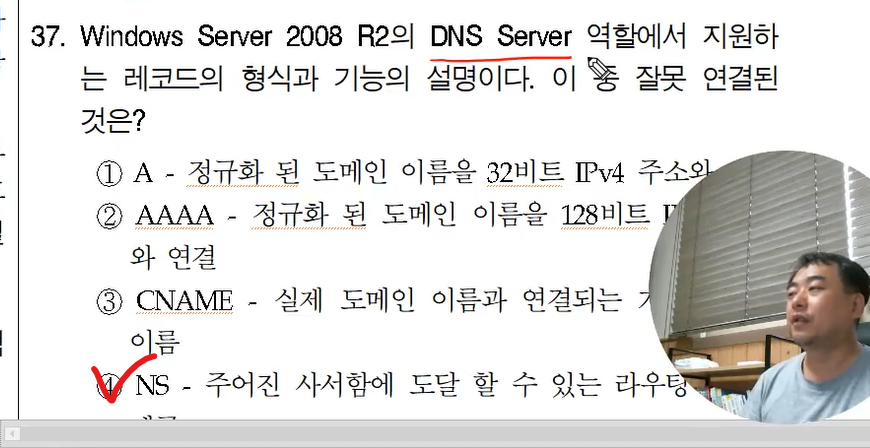 37. Windows Server 2008 R2의 DNS Server 역할에서 지원하
는 레코드의 형식과 기능의 설명이다. 이 중 잘못 연결된
것은?
① A - 정규화 된 도메인 이름을 32비트 IPv4 주소와
② AAAA - 정규화 된 도메인 이름을 128비트
와 연결
③ CNAME - 실제 도메인 이름과 연결되는
이름
④ NS - 주어진 사서함에 도달 할 수 있는 라우팅